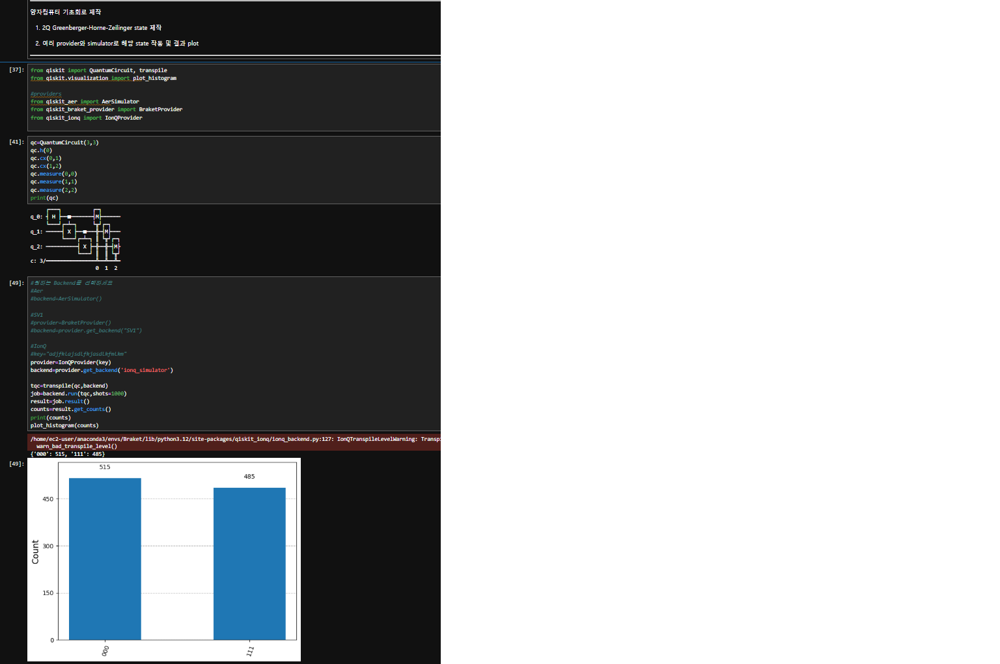 양자컴퓨터 기초회로 제작
1. 2Q Greenberger-Horne-Zeilinger state 제작
2. 여러 provider와 simulator로 해당 state 작동 및 결과 plot
[37]:
from qiskit import QuantumCircuit, transpile
from qiskit.visualization import plot_histogram
#providers
from qiskit_aer import AerSimulator
from qiskit_braket_provider import BraketProvider
from qiskit_ionq import IonQProvider
[41]:
qc=QuantumCircuit(3,3)
qc.h(0)
qc.cx(0,1)
qc.cx(1,2)
qc.measure(0,0)
qc.measure(1,1)
qc.measure(2,2)
print(qc)
q_0: H M
q_1: X M
q_2: X M
c: 3/
0 1 2
[49]:
#원하는 Backend를 선택하세요
#Aer
#backend=AerSimulator()
#SV1
#provider=BraketProvider()
#backend=provider.get_backend("SV1")
#IonQ
provider=IonQProvider(key)
backend=provider.get_backend('ionq_simulator')
tqc=transpile(qc,backend)
job=backend.run(tqc,shots=1000)
result=job.result()
counts=result.get_counts()
print(counts)
plot_histogram(counts)
/home/ec2-user/anaconda3/envs/Braket/lib/python3.12/site-packages/qiskit_ionq/ionq_backend.py:127: IonQTranspileLevelWarning: Transpi
warn_bad_transpile_level()
{'000': 515, '111': 485}
[49]:
515
485
450
300
150
0
Count
000
111